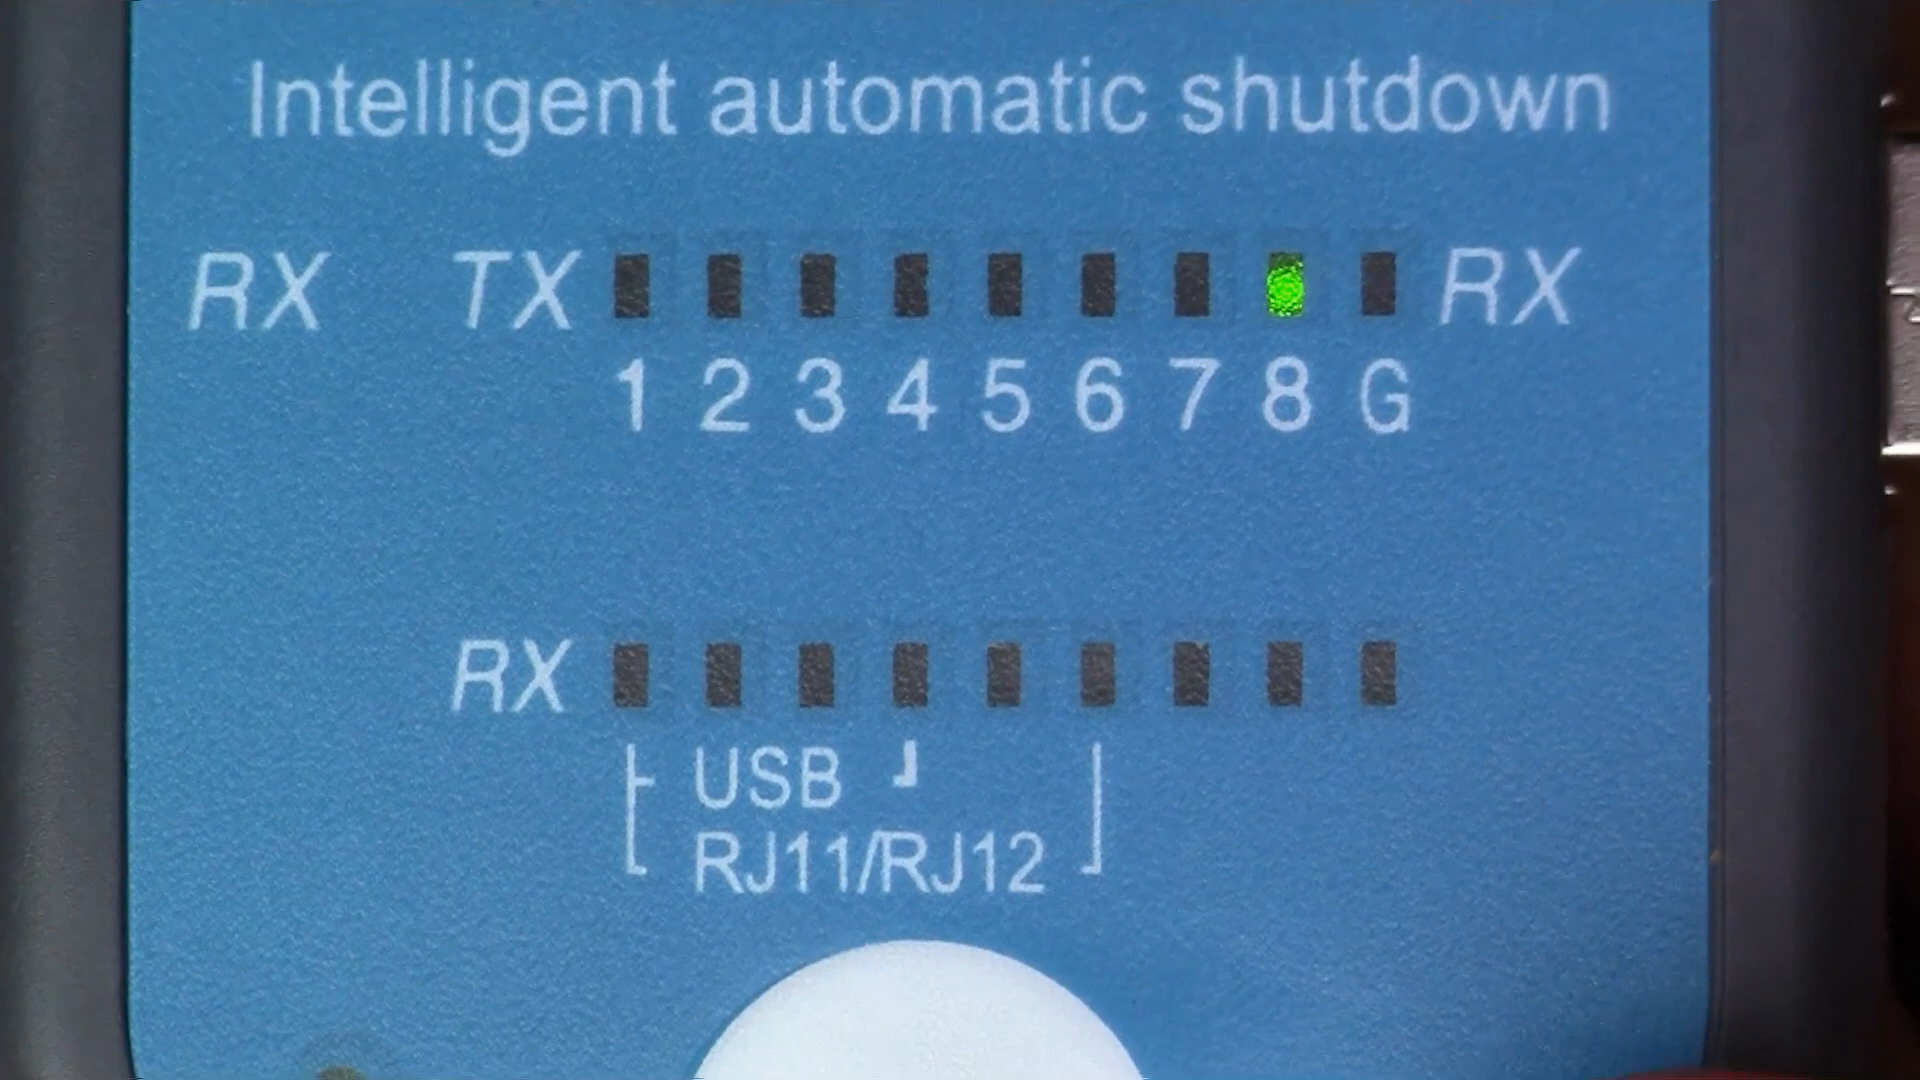 Intelligent automatic shutdown
RX TX RX
1 2 3 4 5 6 7 8 G
RX
USB
RJ11/RJ12